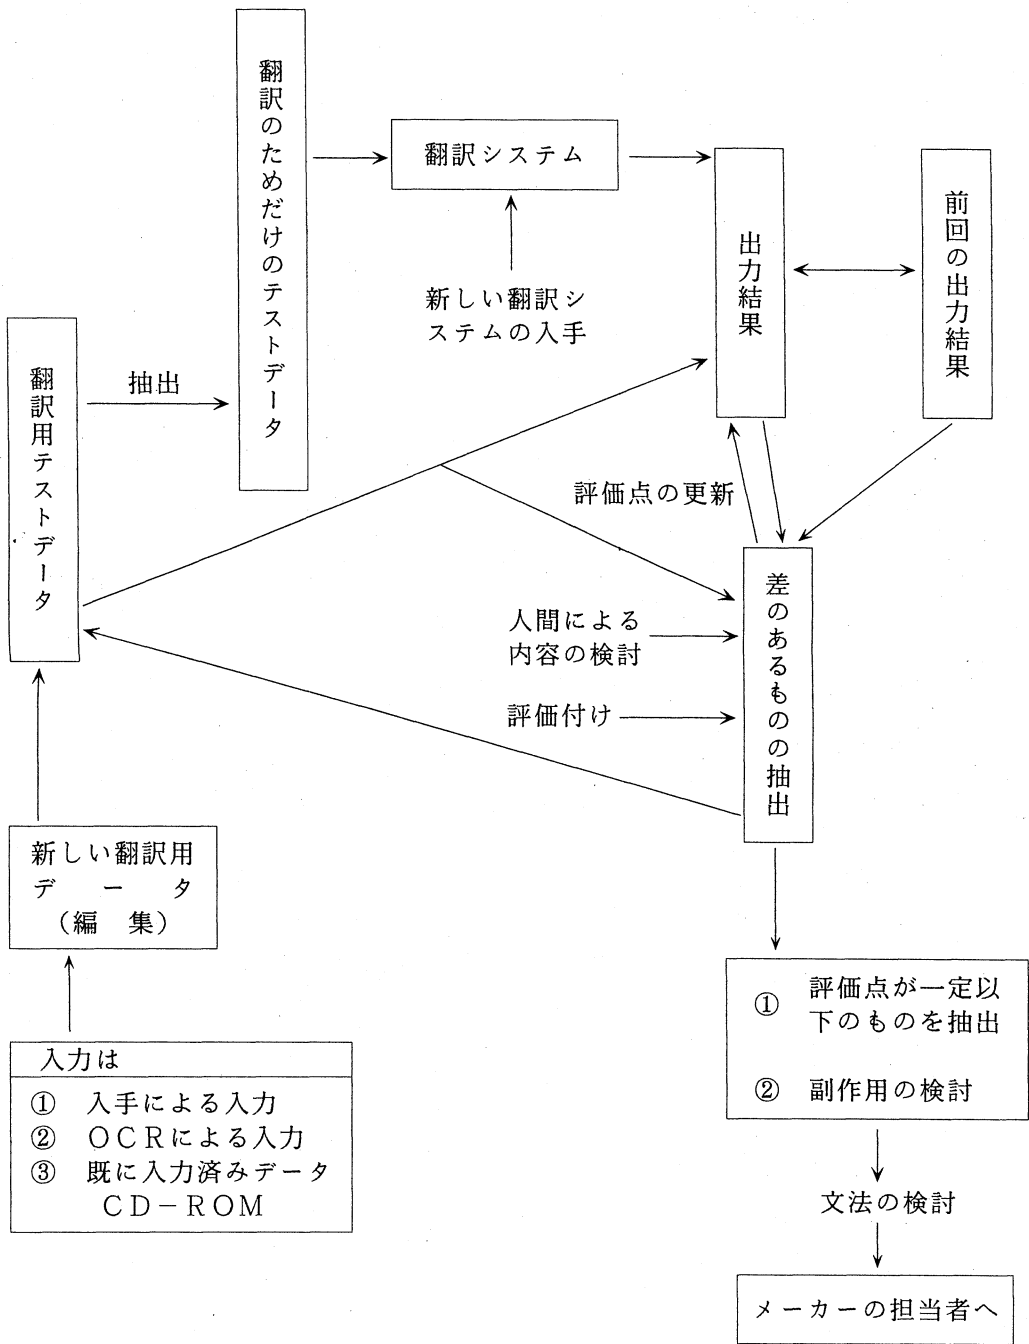 翻訳のためだけのテストデータ
翻訳システム
出力結果
前回の出力結果
新しい翻訳シ
ステムの入手
翻訳用テストデータ
抽出
評価点の更新
差のあるものの抽出
人間による
内容の検討
評価付け
新しい翻訳用
データ
(編 集)
① 評価点が一定以
下のものを抽出
② 副作用の検討
入力は
① 入手による入力
② OCRによる入力
③ 既に入力済みデータ
CD-ROM
文法の検討
メーカーの担当者へ